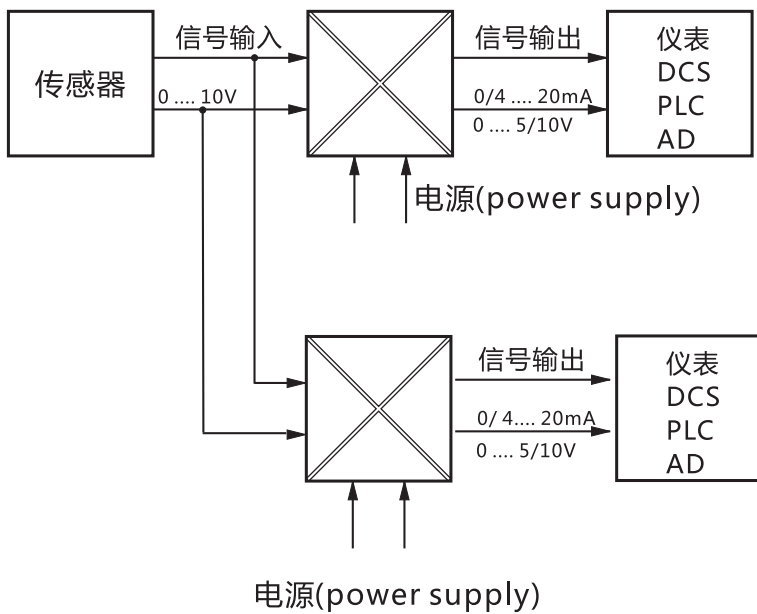 传感器
信号输入
0 .... 10V
信号输出
0/4 .... 20mA
0 .... 5/10V
仪表
DCS
PLC
AD
电源(power supply)
信号输出
0/ 4.... 20mA
0 .... 5/10V
仪表
DCS
PLC
AD
电源(power supply)